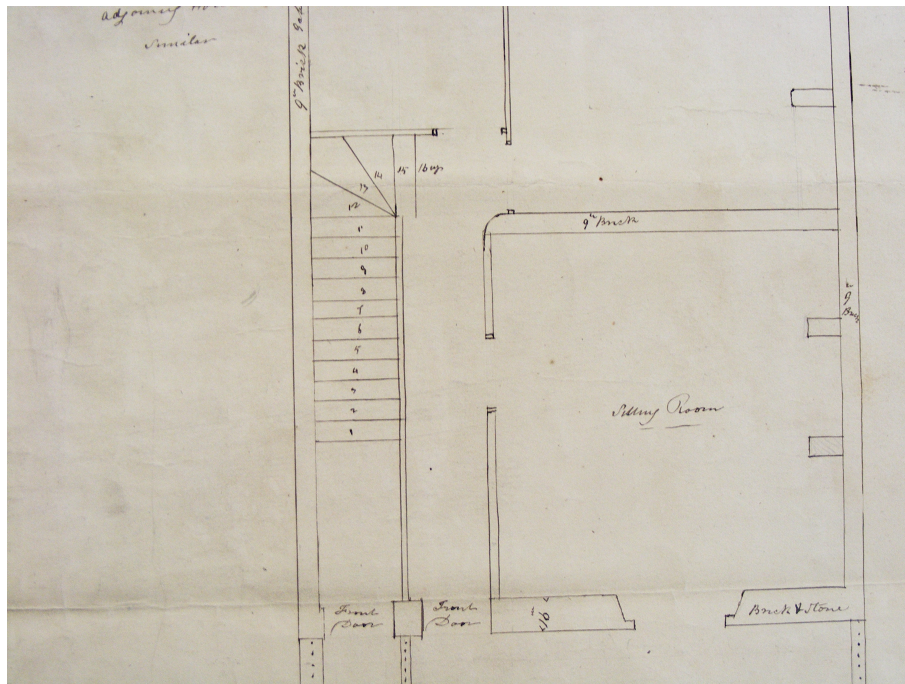 adjoining
Similar
9" Brick
16 up
15
14
13
12
11
10
9
8
7
6
5
4
3
2
1
9" Brick
9" Brick
Sitting Room
Front
Door
Front
Door
Brick & Stone